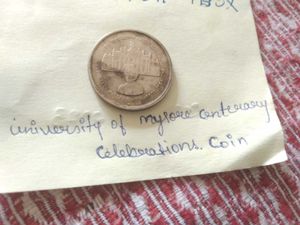 university of mysore centenary
Celebrations. Coin